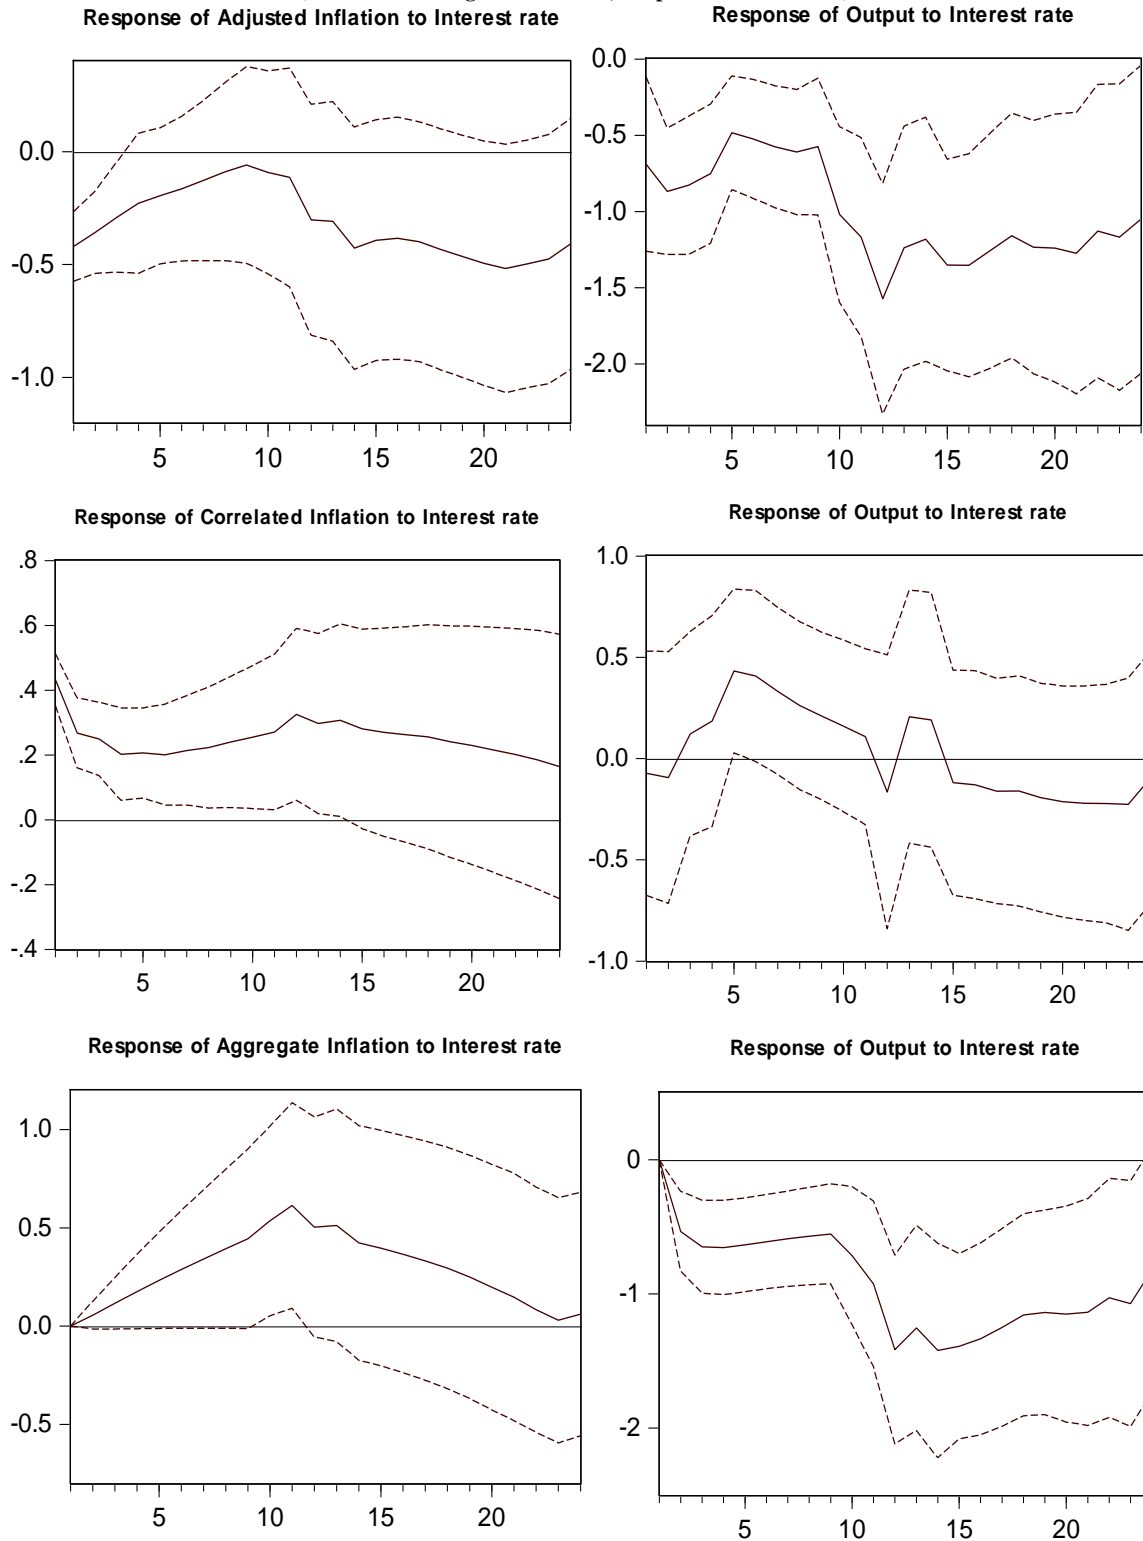 Response of Adjusted Inflation to Interest rate
Response of Output to Interest rate
0.0
-0.5
-1.0
5 10 15 20
0.0
-0.5
-1.0
-1.5
-2.0
5 10 15 20
Response of Correlated Inflation to Interest rate
Response of Output to Interest rate
.8
.6
.4
.2
.0
-.2
-.4
5 10 15 20
1.0
0.5
0.0
-0.5
-1.0
5 10 15 20
Response of Aggregate Inflation to Interest rate
Response of Output to Interest rate
1.0
0.5
0.0
-0.5
5 10 15 20
0
-1
-2
5 10 15 20